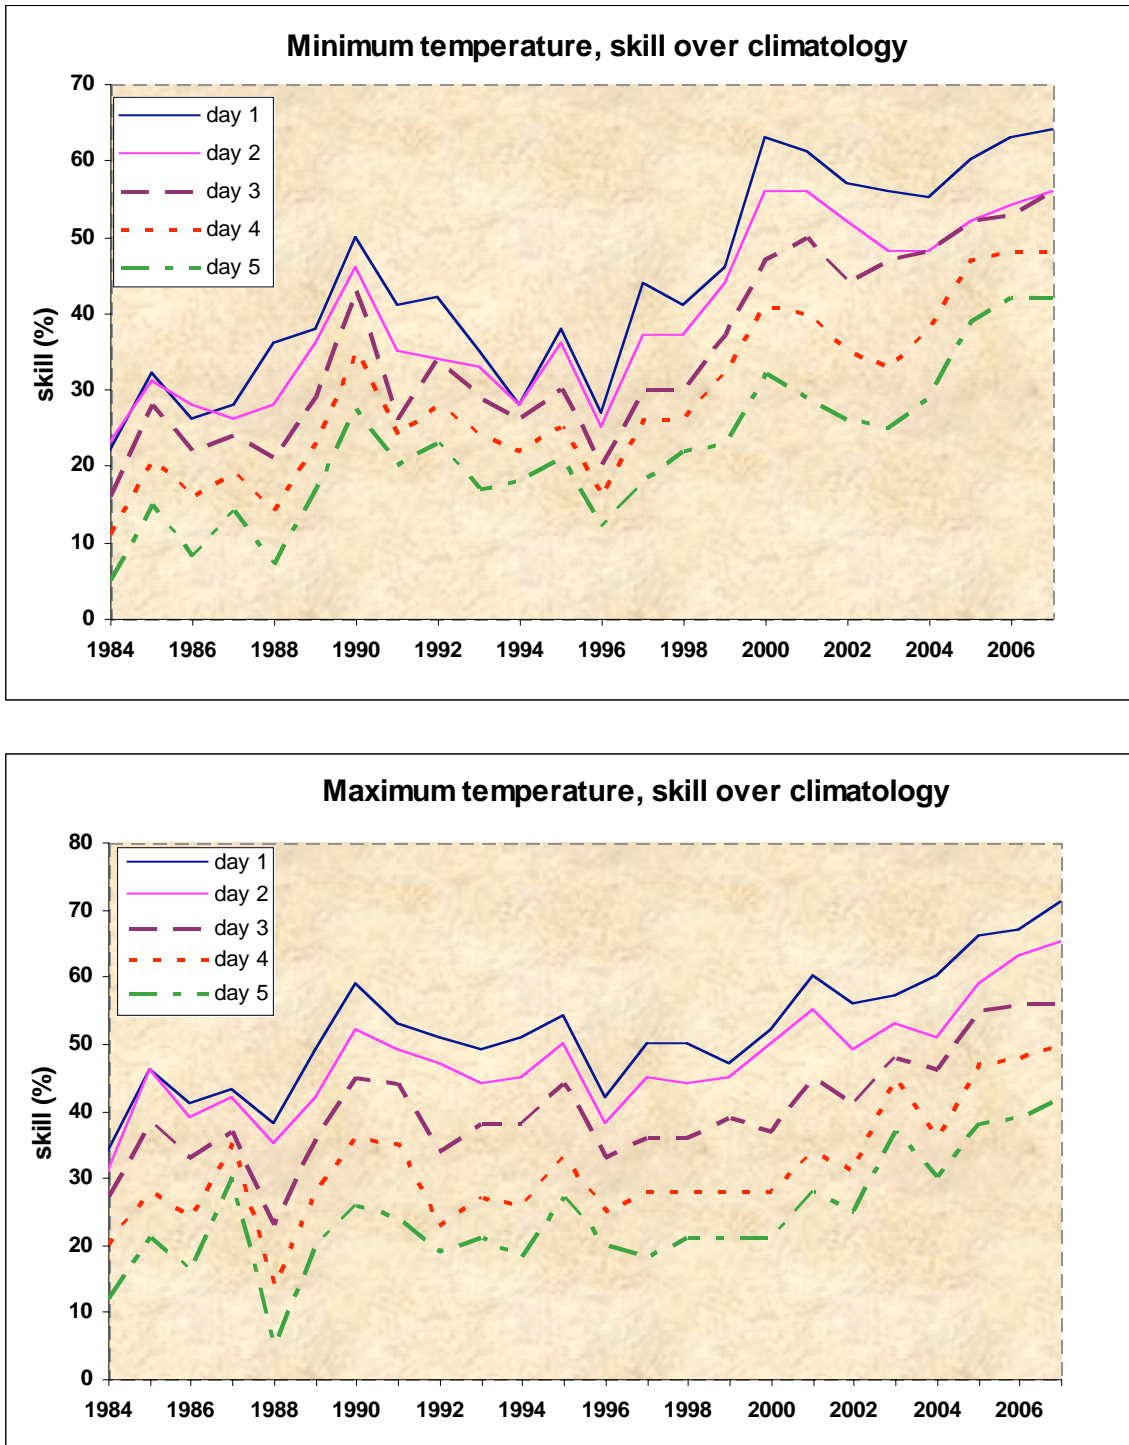 Minimum temperature, skill over climatology
70
60
50
40
30
20
10
0
skill (%)
day 1
day 2
day 3
day 4
day 5
1984 1986 1988 1990 1992 1994 1996 1998 2000 2002 2004 2006
Maximum temperature, skill over climatology
80
70
60
50
40
30
20
10
0
skill (%)
day 1
day 2
day 3
day 4
day 5
1984 1986 1988 1990 1992 1994 1996 1998 2000 2002 2004 2006